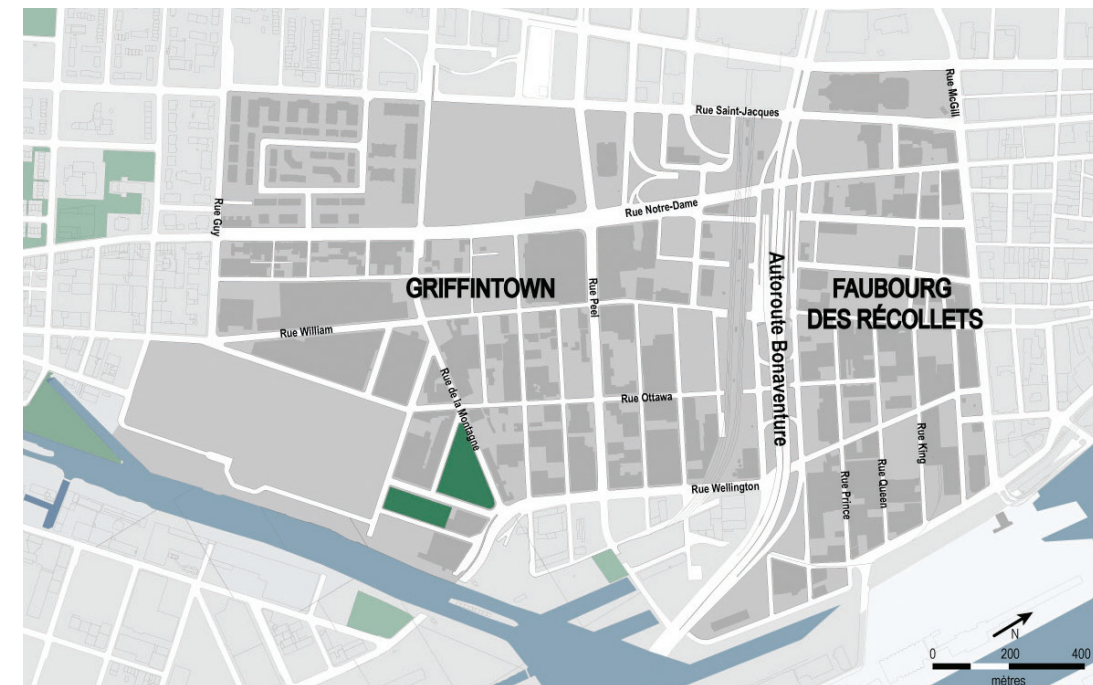 Rue McGill
Rue Saint-Jacques
Rue Guy
Rue Notre-Dame
GRIFFINTOWN
Rue Peel
Autoroute Bonaventure
FAUBOURG
DES RÉCOLLETS
Rue William
Rue de la Montagne
Rue Ottawa
Rue King
Rue Queen
Rue Prince
Rue Wellington
N
0 200 400
mètres